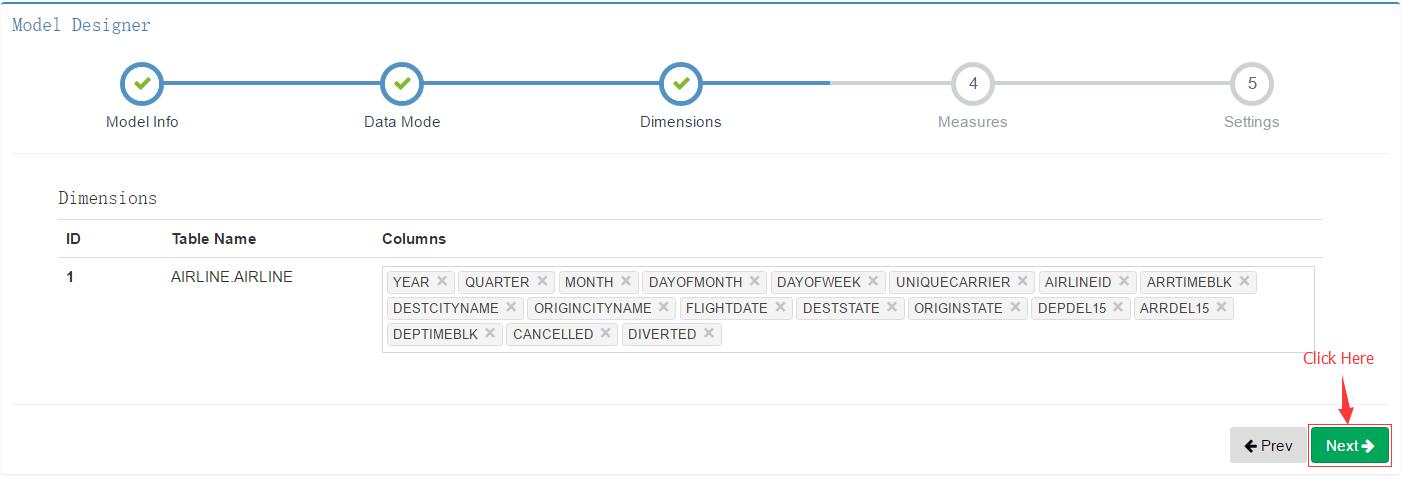 Model Designer
4 5
Model Info Data Mode Dimensions Measures Settings
Dimensions
ID Table Name Columns
1 AIRLINE.AIRLINE YEAR × QUARTER × MONTH × DAYOFMONTH × DAYOFWEEK × UNIQUECARRIER × AIRLINEID × ARRTIMEBLK ×
DESTCITYNAME × ORIGINCITYNAME × FLIGHTDATE × DESTSTATE × ORIGINSTATE × DEPDEL15 × ARRDEL15 ×
DEPTIMEBLK × CANCELLED × DIVERTED ×
Click Here
Prev Next